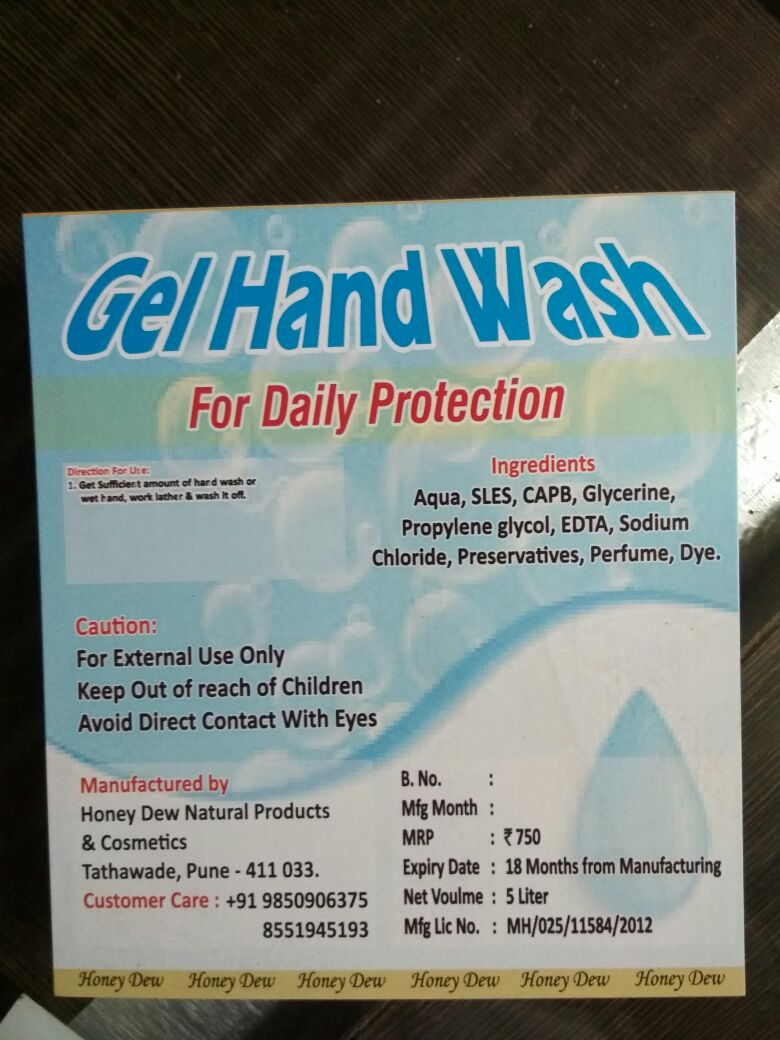 Gel Hand Wash
For Daily Protection
Direction For Use:
1. Get Sufficient amount of hand wash or
wet hand, work lather & wash It off.
Ingredients
Aqua, SLES, CAPB, Glycerine,
Propylene glycol, EDTA, Sodium
Chloride, Preservatives, Perfume, Dye.
Caution:
For External Use Only
Keep Out of reach of Children
Avoid Direct Contact With Eyes
Manufactured by
Honey Dew Natural Products
& Cosmetics
Tathawade, Pune - 411 033.
Customer Care : +91 9850906375
8551945193
B. No. :
Mfg Month :
MRP : ₹ 750
Expiry Date : 18 Months from Manufacturing
Net Voulme : 5 Liter
Mfg Lic No. : MH/025/11584/2012
Honey Dew Honey Dew Honey Dew Honey Dew Honey Dew Honey Dew